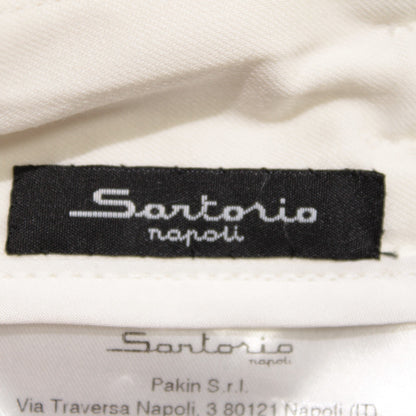 Sartorio
napoli
Sartorio
napoli
Pakin S.r.l.
Via Traversa Napoli, 3 80121 Napoli (IT)